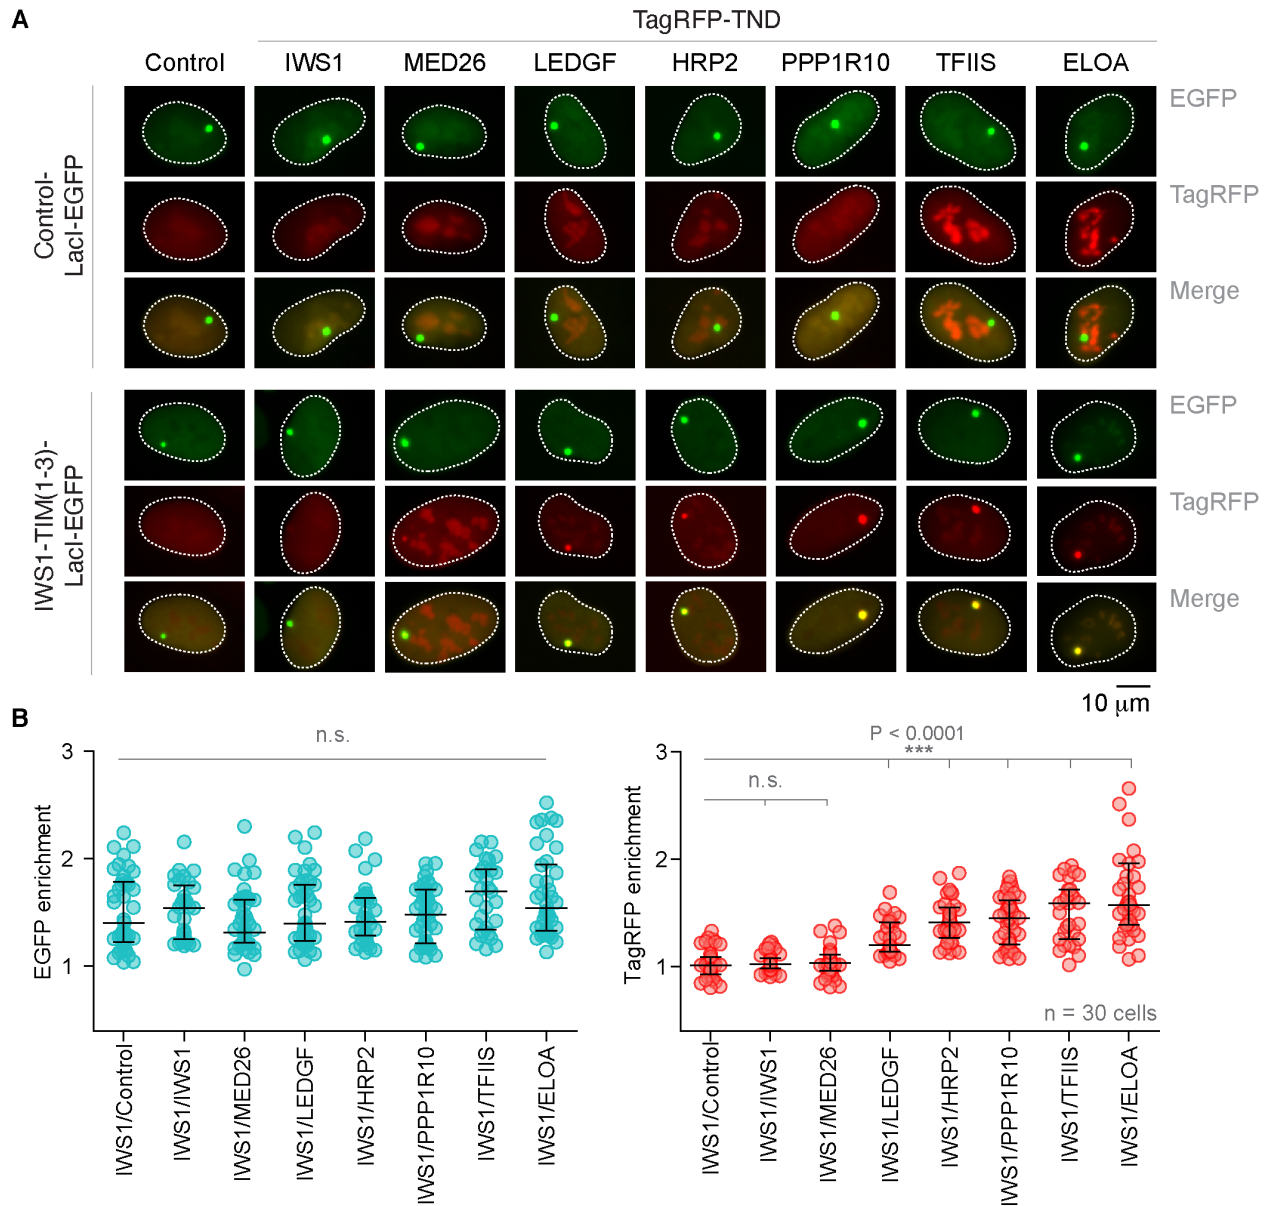 A
TagRFP-TND
Control IWS1 MED26 LEDGF HRP2 PPP1R10 TFIIS ELOA
Control-
LacI-EGFP
EGFP
TagRFP
Merge
IWS1-TIM(1-3)-
LacI-EGFP
EGFP
TagRFP
Merge
10 μm
B
n.s.
3
2
1
EGFP enrichment
IWS1/Control
IWS1/IWS1
IWS1/MED26
IWS1/LEDGF
IWS1/HRP2
IWS1/PPP1R10
IWS1/TFIIS
IWS1/ELOA
P < 0.0001
***
n.s.
3
2
1
TagRFP enrichment
n = 30 cells
IWS1/Control
IWS1/IWS1
IWS1/MED26
IWS1/LEDGF
IWS1/HRP2
IWS1/PPP1R10
IWS1/TFIIS
IWS1/ELOA